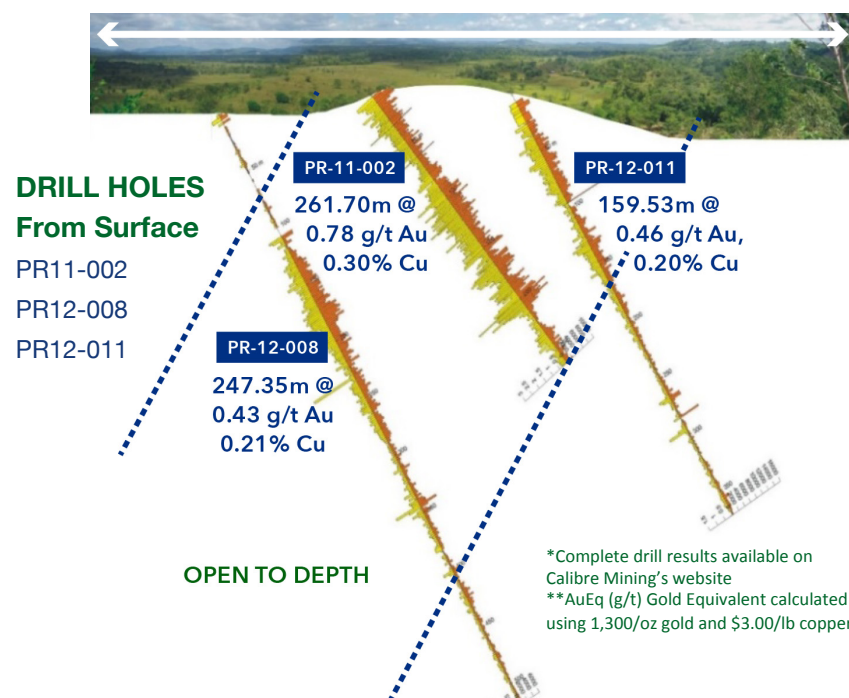 DRILL HOLES
From Surface
PR11-002
PR12-008
PR12-011
PR-11-002
261.70m @
0.78 g/t Au
0.30% Cu
PR-12-011
159.53m @
0.46 g/t Au,
0.20% Cu
PR-12-008
247.35m @
0.43 g/t Au
0.21% Cu
OPEN TO DEPTH
*Complete drill results available on
Calibre Mining's website
**AuEq (g/t) Gold Equivalent calculated
using 1,300/oz gold and $3.00/lb copper